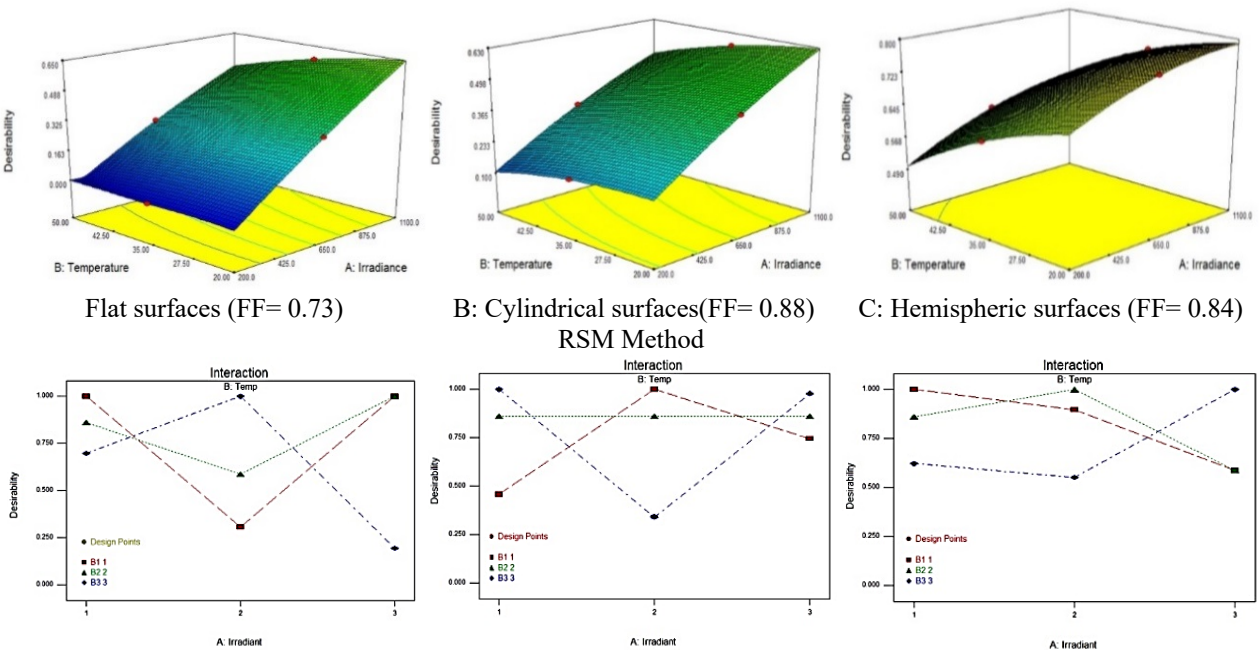 Desirability
0.650
0.488
0.325
0.163
0.000
50.00
42.50
35.00
27.50
20.00
200.0
425.0
650.0
875.0
1100.0
B: Temperature
A: Irradiance
Desirability
0.630
0.498
0.365
0.233
0.100
50.00
42.50
35.00
27.50
20.00
200.0
425.0
660.0
875.0
1100.0
B: Temperature
A: Irradiance
Desirability
0.800
0.723
0.645
0.568
0.490
50.00
42.50
35.00
27.50
20.00
200.0
425.0
650.0
875.0
1100.0
B: Temperature
A: Irradiance
Flat surfaces (FF= 0.73)
B: Cylindrical surfaces(FF= 0.88)
C: Hemispheric surfaces (FF= 0.84)
RSM Method
Interaction
B: Temp
Desirability
1.000
0.750
0.500
0.250
0.000
Design Points
B1 1
B2 2
B3 3
1
2
3
A: Irradiant
Interaction
B: Temp
Desirability
1.000
0.750
0.500
0.250
0.000
Design Points
B1 1
B2 2
B3 3
1
2
3
A: Irradiant
Interaction
B: Temp
Desirability
1.000
0.750
0.500
0.250
0.000
Design Points
B1 1
B2 2
B3 3
1
2
3
A: Irradiant